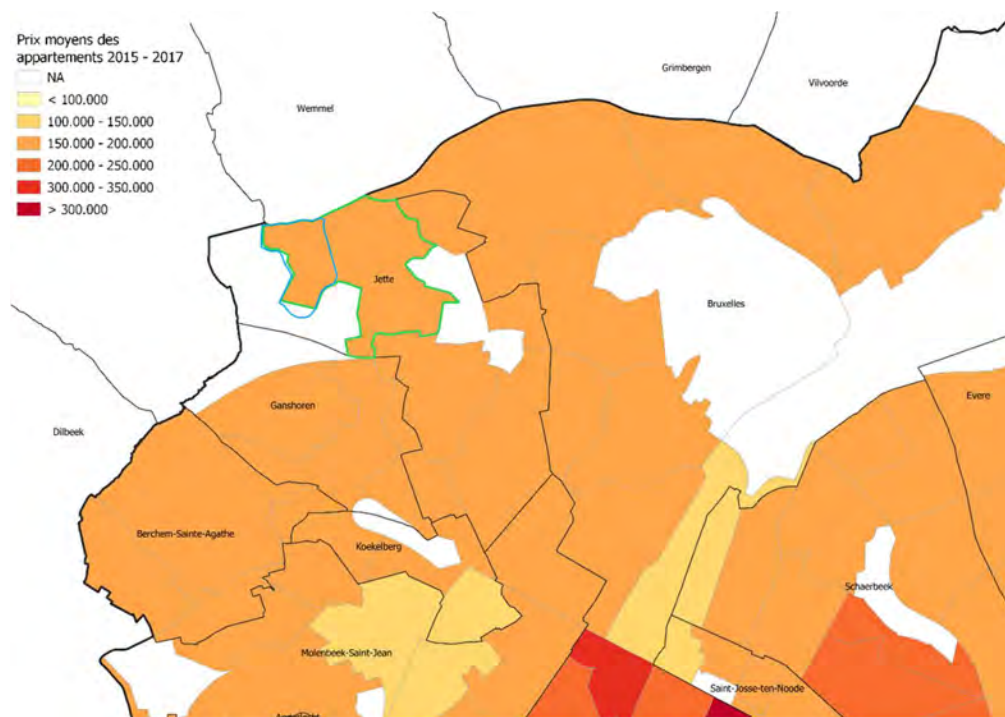 Prix moyens des
appartements 2015 - 2017
NA
< 100.000
100.000 - 150.000
150.000 - 200.000
200.000 - 250.000
300.000 - 350.000
> 300.000
Grimbergen
Vilvoorde
Wemmel
Jette
Bruxelles
Evere
Ganshoren
Dilbeek
Berchem-Sainte-Agathe
Koekelberg
Schaerbeek
Molenbeek-Saint-Jean
Saint-Josse-ten-Noode